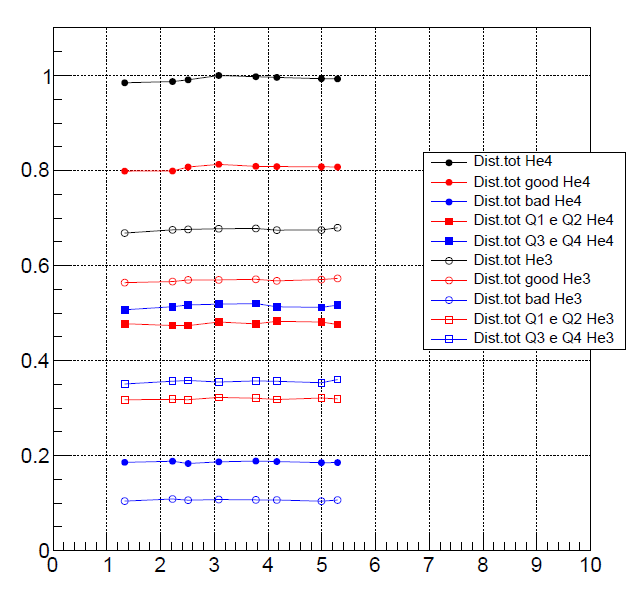 1
0.8
0.6
0.4
0.2
0
0 1 2 3 4 5 6 7 8 9 10
Dist.tot He4
Dist.tot good He4
Dist.tot bad He4
Dist.tot Q1 e Q2 He4
Dist.tot Q3 e Q4 He4
Dist.tot He3
Dist.tot good He3
Dist.tot bad He3
Dist.tot Q1 e Q2 He3
Dist.tot Q3 e Q4 He3